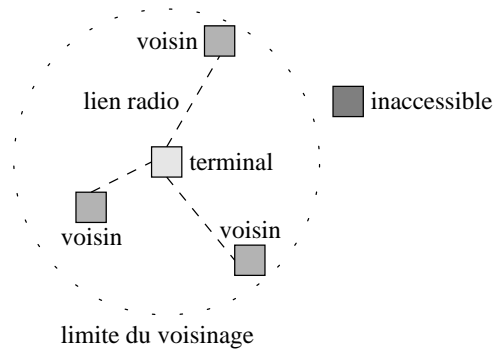 voisin
lien radio
inaccessible
terminal
voisin
voisin
limite du voisinage